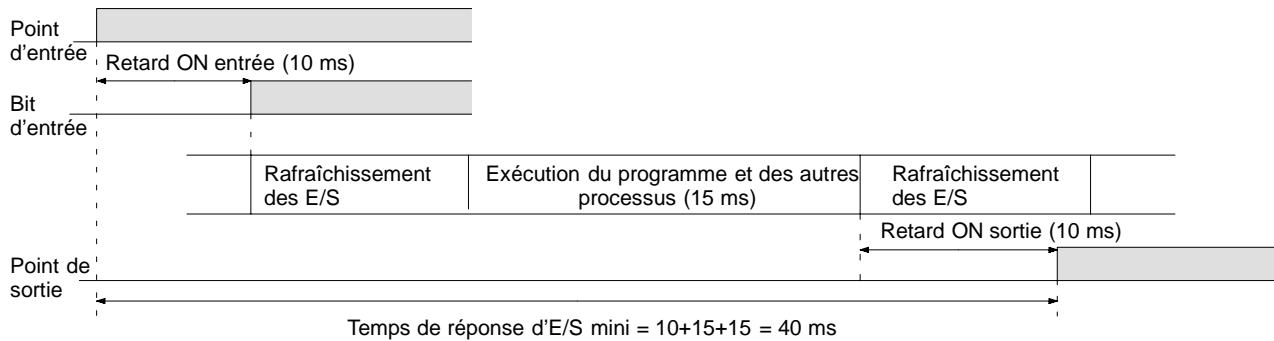 Point
d'entrée
Retard ON entrée (10 ms)
Bit
d'entrée
Rafraîchissement
des E/S
Exécution du programme et des autres
processus (15 ms)
Rafraîchissement
des E/S
Retard ON sortie (10 ms)
Point de
sortie
Temps de réponse d'E/S mini = 10+15+15 = 40 ms